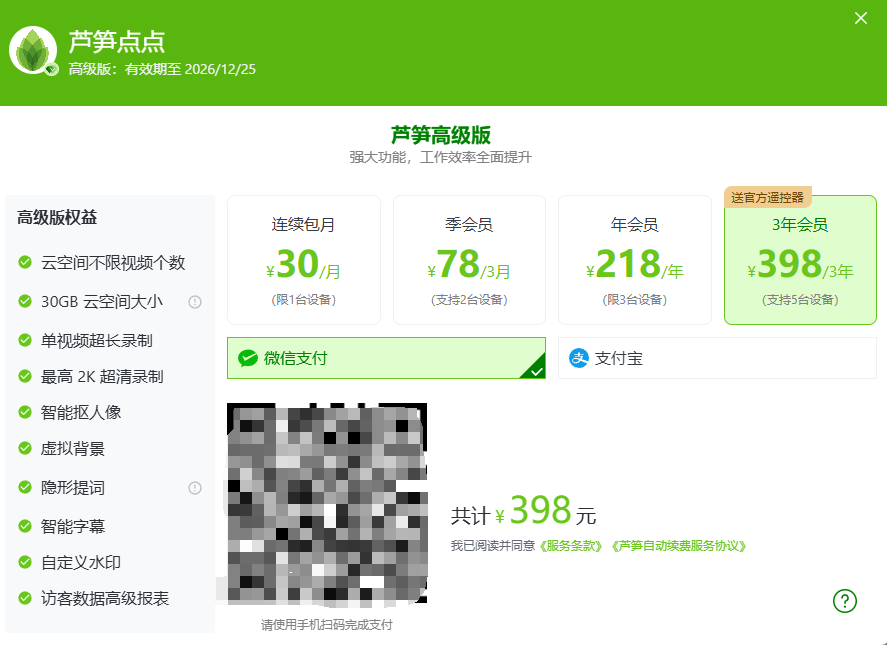 芦笋点点
高级版：有效期至 2026/12/25
芦笋高级版
强大功能，工作效率全面提升
高级版权益
云空间不限视频个数
30GB 云空间大小
单视频超长录制
最高 2K 超清录制
智能抠人像
虚拟背景
隐形提词
智能字幕
自定义水印
访客数据高级报表
连续包月
¥30/月
(限1台设备)
季会员
¥78/3月
(支持2台设备)
年会员
¥218/年
(限3台设备)
送官方遥控器
3年会员
¥398/3年
(支持5台设备)
微信支付
支 支付宝
共计 ¥ 398 元
我已阅读并同意《服务条款》《芦笋自动续费服务协议》
请使用手机扫码完成支付
?